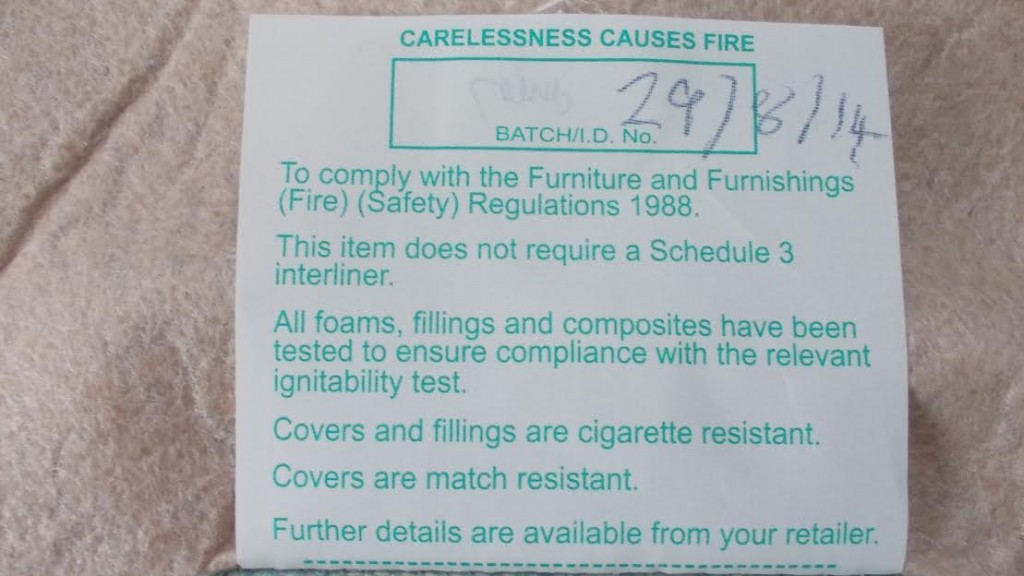 CARELESSNESS CAUSES FIRE
29/8/14
BATCH/I.D. No.
To comply with the Furniture and Furnishings
(Fire) (Safety) Regulations 1988.
This item does not require a Schedule 3
interliner.
All foams, fillings and composites have been
tested to ensure compliance with the relevant
ignitability test.
Covers and fillings are cigarette resistant.
Covers are match resistant.
Further details are available from your retailer.